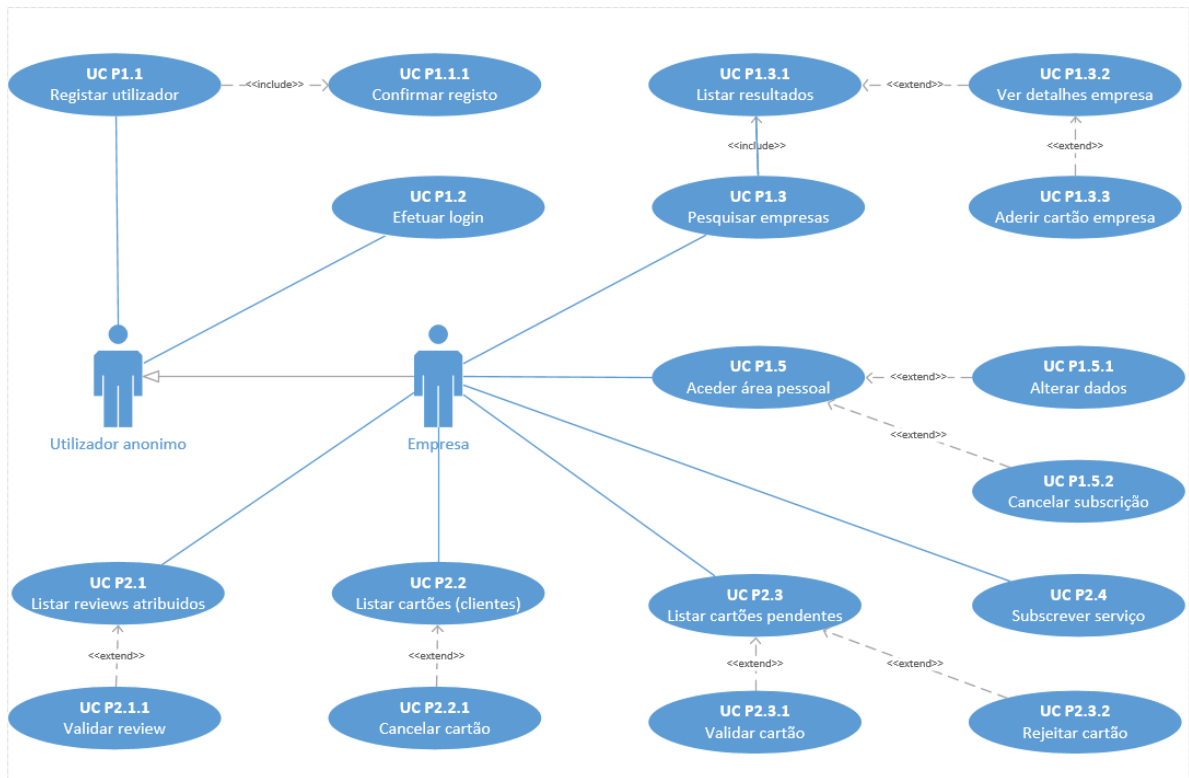 UC P1.1
Registar utilizador
<<include>>
UC P1.1.1
Confirmar registo
UC P1.3.1
Listar resultados
<<extend>>
UC P1.3.2
Ver detalhes empresa
<<include>>
<<extend>>
UC P1.2
Efetuar login
UC P1.3
Pesquisar empresas
UC P1.3.3
Aderir cartão empresa
Utilizador anonimo
Empresa
UC P1.5
Aceder área pessoal
<<extend>>
UC P1.5.1
Alterar dados
<<extend>>
UC P1.5.2
Cancelar subscrição
UC P2.1
Listar reviews atribuidos
UC P2.2
Listar cartões (clientes)
UC P2.3
Listar cartões pendentes
UC P2.4
Subscrever serviço
<<extend>>
<<extend>>
<<extend>>
<<extend>>
UC P2.1.1
Validar review
UC P2.2.1
Cancelar cartão
UC P2.3.1
Validar cartão
UC P2.3.2
Rejeitar cartão